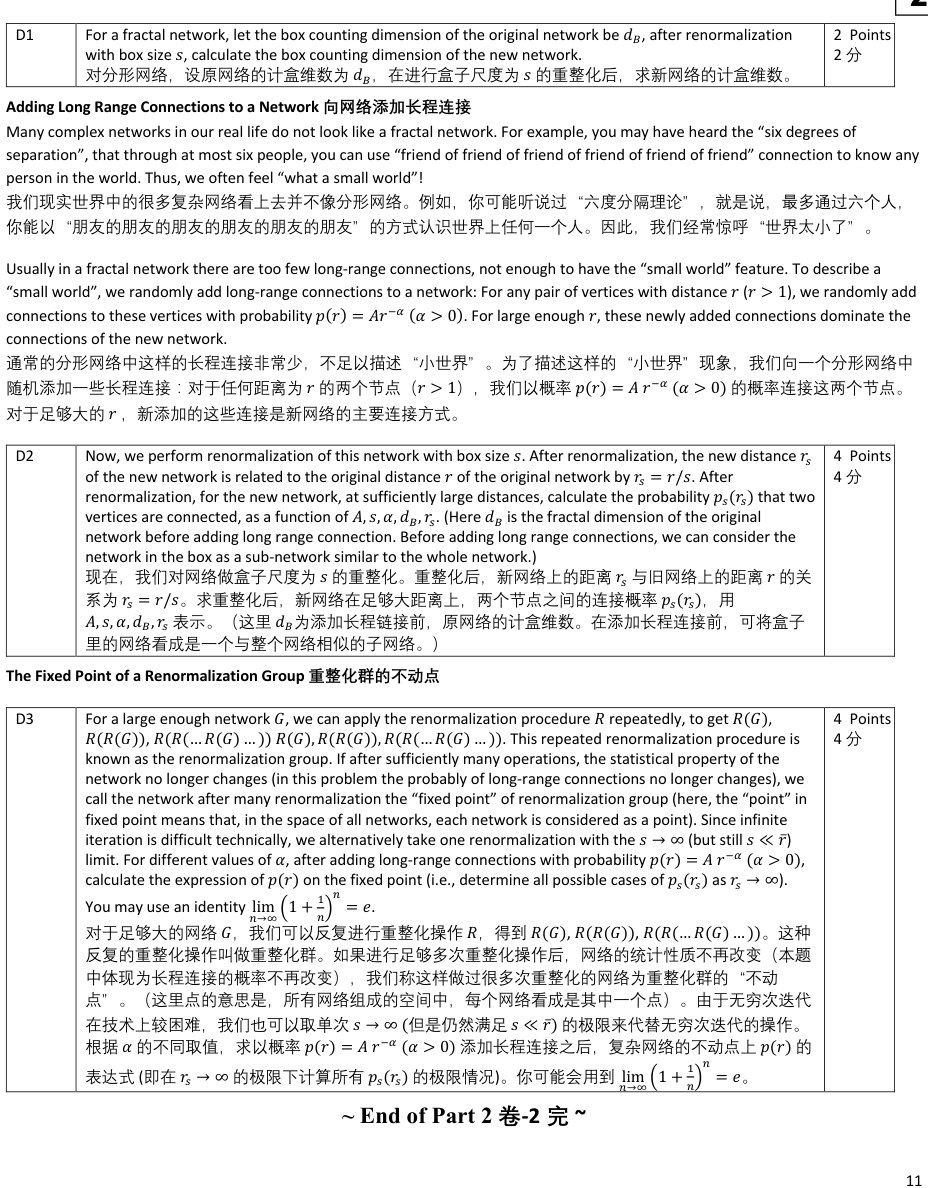 2
D1
For a fractal network, let the box counting dimension of the original network be d_B, after renormalization
with box size s, calculate the box counting dimension of the new network.
对分形网络，设原网络的计盒维数为 d_B，在进行盒子尺度为 s 的重整化后，求新网络的计盒维数。
2 Points
2 分
Adding Long Range Connections to a Network 向网络添加长程连接
Many complex networks in our real life do not look like a fractal network. For example, you may have heard the “six degrees of
separation”, that through at most six people, you can use “friend of friend of friend of friend of friend of friend” connection to know any
person in the world. Thus, we often feel “what a small world”!
我们现实世界中的很多复杂网络看上去并不像分形网络。例如，你可能听说过“六度分隔理论”，就是说，最多通过六个人，
你能以“朋友的朋友的朋友的朋友的朋友的朋友”的方式认识世界上任何一个人。因此，我们经常惊呼“世界太小了”。
Usually in a fractal network there are too few long-range connections, not enough to have the “small world” feature. To describe a
“small world”, we randomly add long-range connections to a network: For any pair of vertices with distance r (r > 1), we randomly add
connections to these vertices with probability p(r) = Ar^{−α} (α > 0). For large enough r, these newly added connections dominate the
connections of the new network.
通常的分形网络中这样的长程连接非常少，不足以描述“小世界”。为了描述这样的“小世界”现象，我们向一个分形网络中
随机添加一些长程连接：对于任何距离为 r 的两个节点（r > 1），我们以概率 p(r) = A r^{−α} (α > 0) 的概率连接这两个节点。
对于足够大的 r ，新添加的这些连接是新网络的主要连接方式。
D2
Now, we perform renormalization of this network with box size s. After renormalization, the new distance r_s
of the new network is related to the original distance r of the original network by r_s = r/s. After
renormalization, for the new network, at sufficiently large distances, calculate the probability p_s(r_s) that two
vertices are connected, as a function of A, s, α, d_B, r_s. (Here d_B is the fractal dimension of the original
network before adding long range connection. Before adding long range connections, we can consider the
network in the box as a sub-network similar to the whole network.)
现在，我们对网络做盒子尺度为 s 的重整化。重整化后，新网络上的距离 r_s 与旧网络上的距离 r 的关
系为 r_s = r/s。求重整化后，新网络在足够大距离上，两个节点之间的连接概率 p_s(r_s)，用
A, s, α, d_B, r_s 表示。（这里 d_B为添加长程链接前，原网络的计盒维数。在添加长程连接前，可将盒子
里的网络看成是一个与整个网络相似的子网络。）
4 Points
4 分
The Fixed Point of a Renormalization Group 重整化群的不动点
D3
For a large enough network G, we can apply the renormalization procedure R repeatedly, to get R(G),
R(R(G)), R(R(… R(G) …)) R(G), R(R(G)), R(R(… R(G) …)). This repeated renormalization procedure is
known as the renormalization group. If after sufficiently many operations, the statistical property of the
network no longer changes (in this problem the probably of long-range connections no longer changes), we
call the network after many renormalization the “fixed point” of renormalization group (here, the “point” in
fixed point means that, in the space of all networks, each network is considered as a point). Since infinite
iteration is difficult technically, we alternatively take one renormalization with the s → ∞ (but still s ≪ r̄)
limit. For different values of α, after adding long-range connections with probability p(r) = A r^{−α} (α > 0),
calculate the expression of p(r) on the fixed point (i.e., determine all possible cases of p_s(r_s) as r_s → ∞).
You may use an identity lim_{n→∞} (1 + 1/n)^n = e.
对于足够大的网络 G，我们可以反复进行重整化操作 R，得到 R(G), R(R(G)), R(R(… R(G) …))。这种
反复的重整化操作叫做重整化群。如果进行足够多次重整化操作后，网络的统计性质不再改变（本题
中体现为长程连接的概率不再改变），我们称这样做过很多次重整化的网络为重整化群的“不动
点”。（这里点的意思是，所有网络组成的空间中，每个网络看成是其中一个点）。由于无穷次迭代
在技术上较困难，我们也可以取单次 s → ∞ (但是仍然满足 s ≪ r̄) 的极限来代替无穷次迭代的操作。
根据 α 的不同取值，求以概率 p(r) = A r^{−α} (α > 0) 添加长程连接之后，复杂网络的不动点上 p(r) 的
表达式 (即在 r_s → ∞ 的极限下计算所有 p_s(r_s) 的极限情况)。你可能会用到 lim_{n→∞} (1 + 1/n)^n = e。
4 Points
4 分
~ End of Part 2 卷-2 完 ~
11